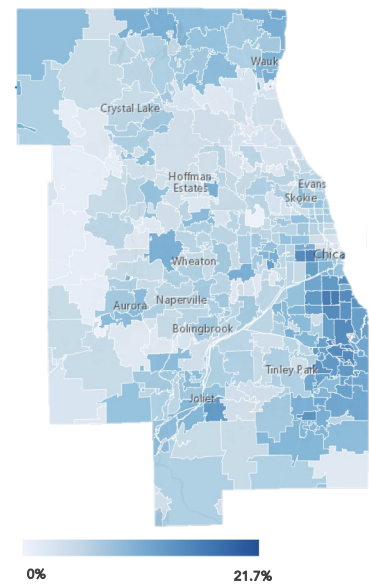 Wauk
Crystal Lake
Hoffman
Estates
Evans
Skokie
Chica
Wheaton
Aurora
Naperville
Bolingbrook
Tinley Park
Joliet
0%
21.7%